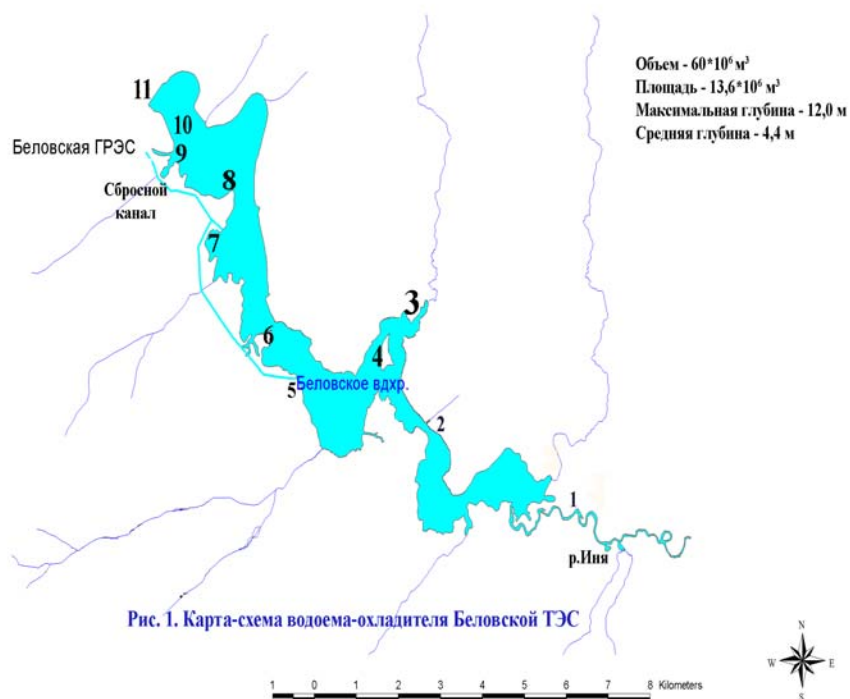 Объем - 60*10⁶ м³
Площадь - 13,6*10⁶ м³
Максимальная глубина - 12,0 м
Средняя глубина - 4,4 м
11
10
Беловская ГРЭС
9
8
Сбросной
канал
7
3
6
4
5
Беловское вдхр.
2
1
р.Иня
Рис. 1. Карта-схема водоема-охладителя Беловской ТЭС
N
W E
S
1 0 1 2 3 4 5 6 7 8 Kilometers